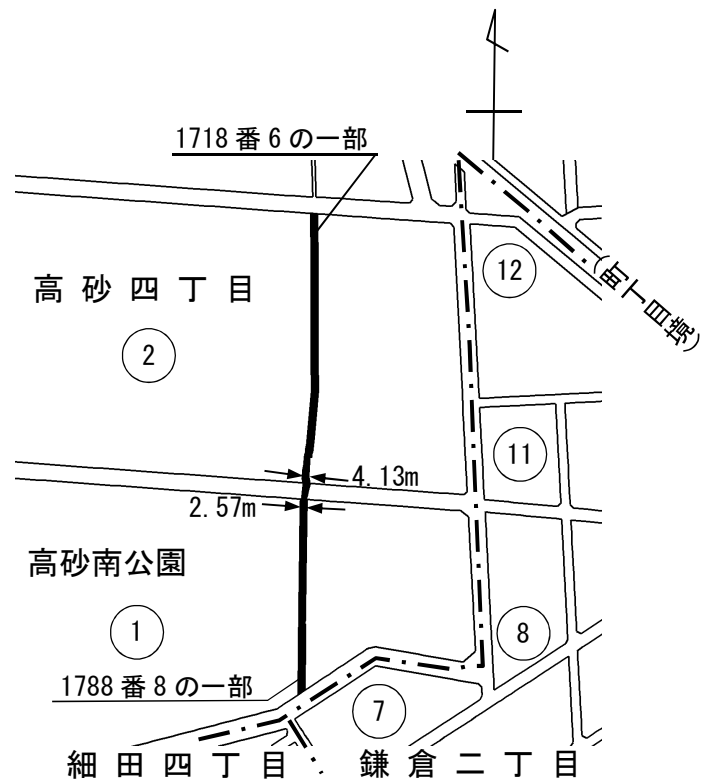 1718番6の一部
高砂四丁目
2
12
(町丁目境)
11
4.13m
2.57m
高砂南公園
1
8
1788番8の一部
7
細田四丁目
鎌倉二丁目